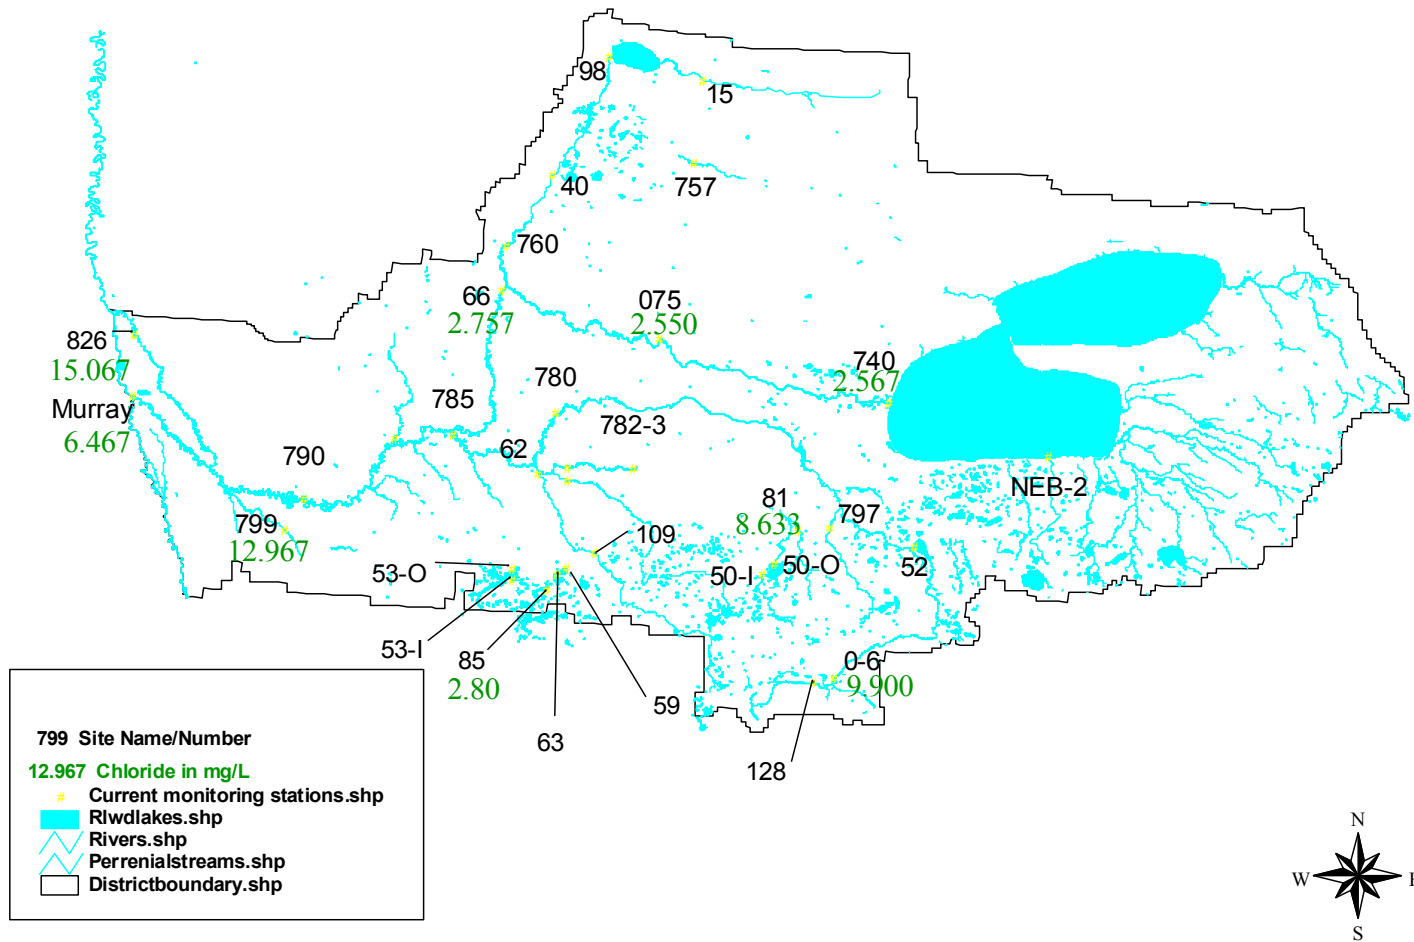 98
15
40
757
760
66
2.757
075
2.550
826
15.067
740
2.567
Murray
6.467
785
780
782-3
790
62
NEB-2
81
8.633
797
799
12.967
109
53-O
50-I
50-O
52
53-I
85
2.80
0-6
9.900
59
63
128
799 Site Name/Number
12.967 Chloride in mg/L
Current monitoring stations.shp
Rlwdlakes.shp
Rivers.shp
Perrenialstreams.shp
Districtboundary.shp
N
W
E
S